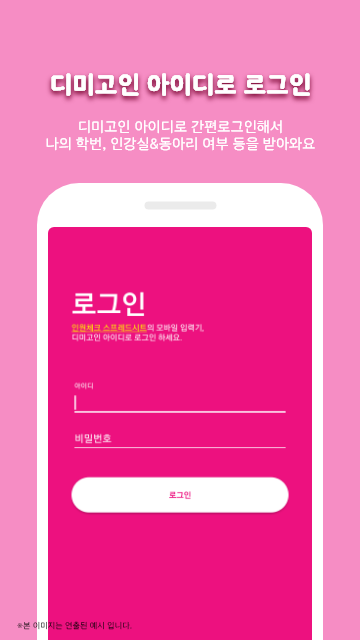 디미고인 아이디로 로그인
디미고인 아이디로 간편로그인해서
나의 학번, 인강실&동아리 여부 등을 받아와요
로그인
인원체크 스프레드시트의 모바일 입력기,
디미고인 아이디로 로그인 하세요.
아이디
비밀번호
로그인
※본 이미지는 연출된 예시 입니다.